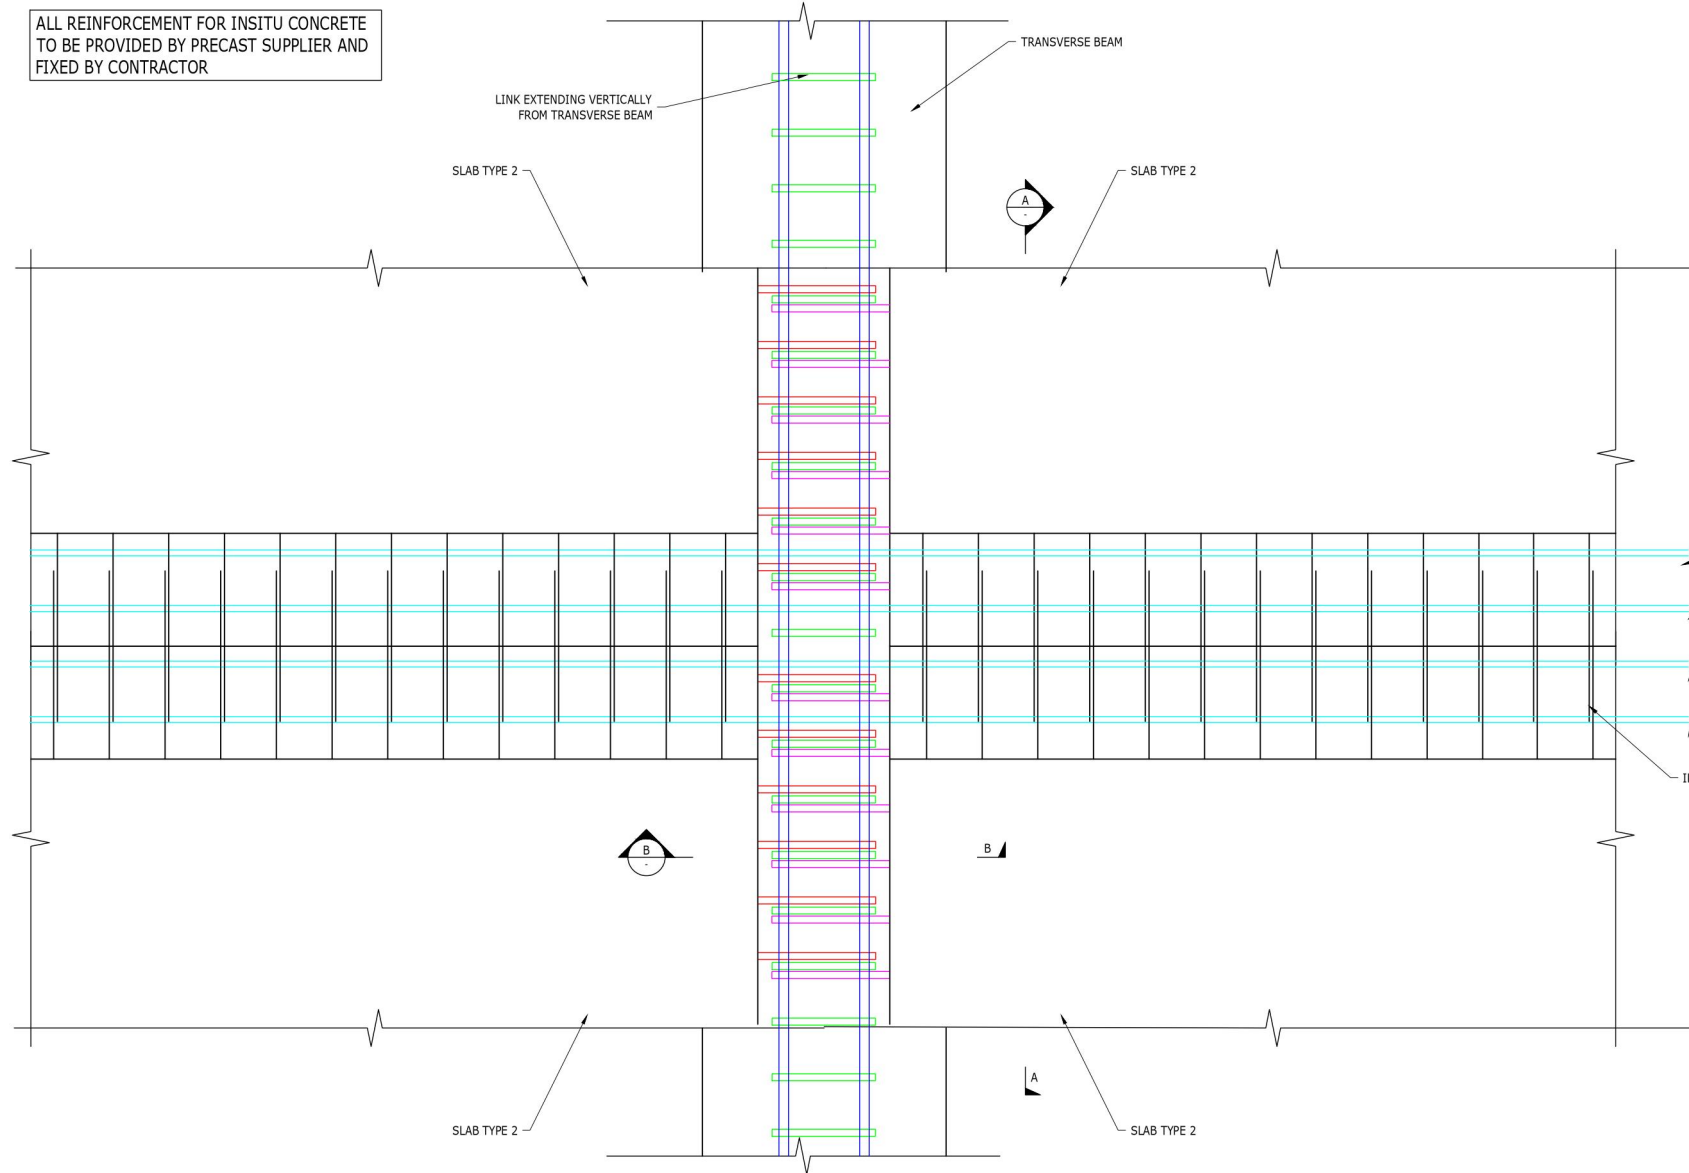 ALL REINFORCEMENT FOR INSITU CONCRETE
TO BE PROVIDED BY PRECAST SUPPLIER AND
FIXED BY CONTRACTOR
TRANSVERSE BEAM
LINK EXTENDING VERTICALLY
FROM TRANSVERSE BEAM
SLAB TYPE 2
SLAB TYPE 2
A
-
B
-
B
A
SLAB TYPE 2
SLAB TYPE 2